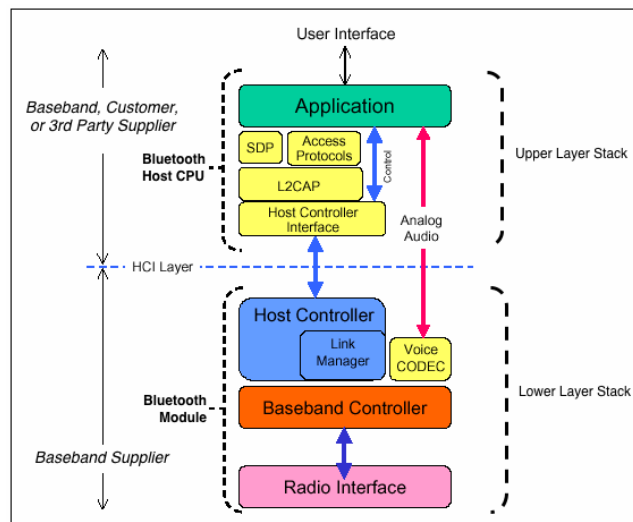 User Interface
Application
Baseband, Customer,
or 3rd Party Supplier
SDP
Access
Protocols
Control
Bluetooth
Host CPU
L2CAP
Upper Layer Stack
Host Controller
Interface
Analog
Audio
HCI Layer
Host Controller
Link
Manager
Voice
CODEC
Bluetooth
Module
Baseband Controller
Lower Layer Stack
Baseband Supplier
Radio Interface